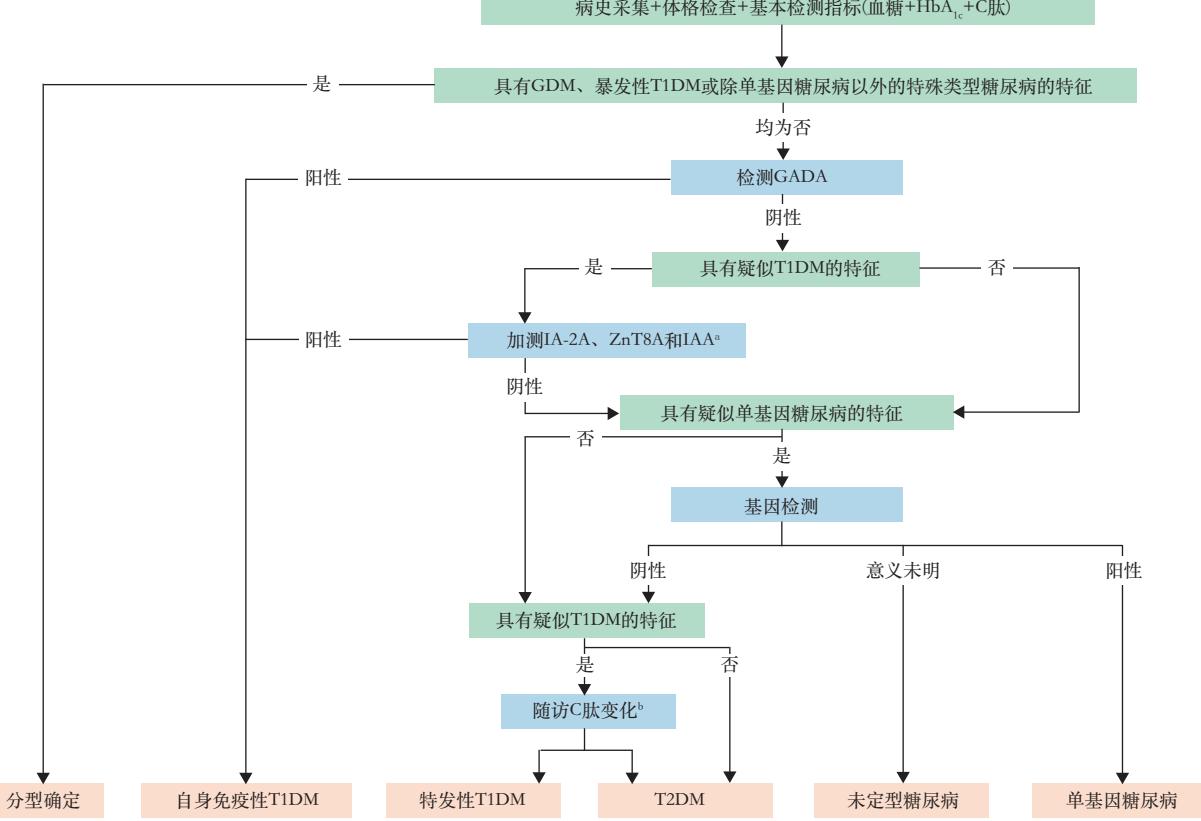 病史采集+体格检查+基本检测指标(血糖+HbA1c+C肽)
是
具有GDM、暴发性T1DM或除单基因糖尿病以外的特殊类型糖尿病的特征
均为否
阳性
检测GADA
阴性
是
具有疑似T1DM的特征
否
阳性
加测IA-2A、ZnT8A和IAAa
阴性
具有疑似单基因糖尿病的特征
否
是
基因检测
阴性
意义未明
阳性
具有疑似T1DM的特征
是
否
随访C肽变化b
分型确定
自身免疫性T1DM
特发性T1DM
T2DM
未定型糖尿病
单基因糖尿病